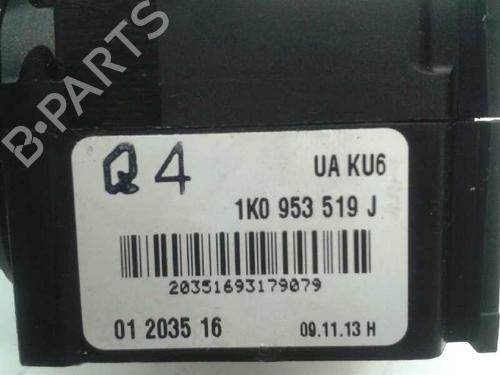 B-PARTS
Q4
UA KU6
1K0 953 519 J
20351693179079
01 2035 16
09.11.13 H